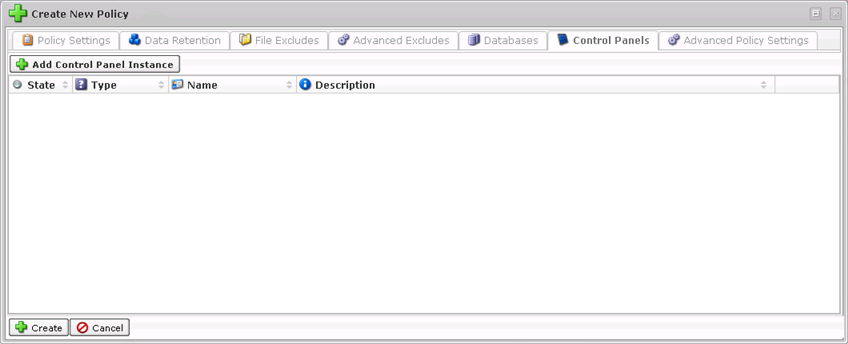 Create New Policy
Policy Settings Data Retention File Excludes Advanced Excludes Databases Control Panels Advanced Policy Settings
Add Control Panel Instance
State Type Name Description
Create Cancel